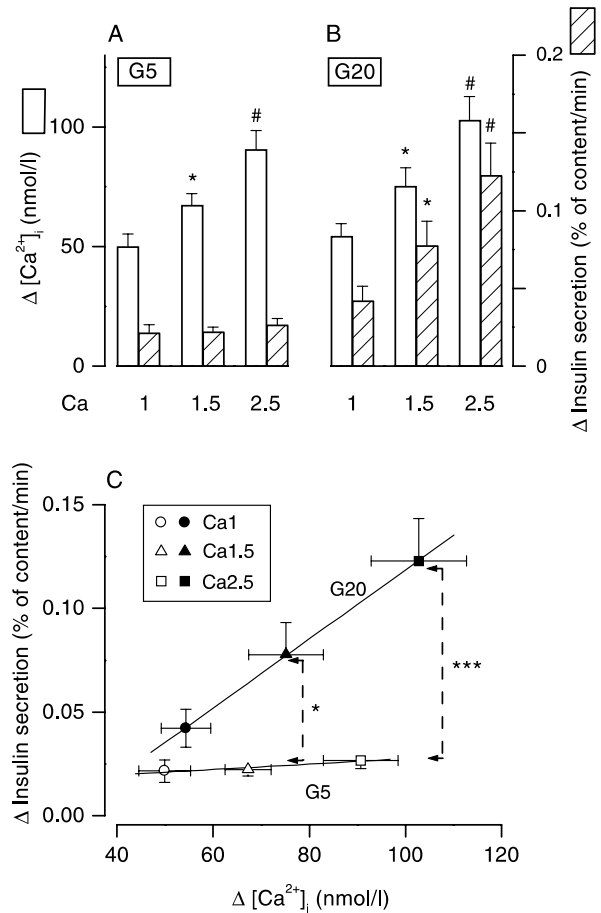 A
G5
B
G20
Δ [Ca²⁺]ᵢ (nmol/l)
100
50
0
*
#
*
*
#
#
0.2
0.1
0
Δ Insulin secretion (% of content/min)
Ca 1 1.5 2.5 1 1.5 2.5
C
Δ Insulin secretion (% of content/min)
0.15
0.10
0.05
0.00
Ca1
Ca1.5
Ca2.5
G20
G5
*
***
40 60 80 100 120
Δ [Ca²⁺]ᵢ (nmol/l)